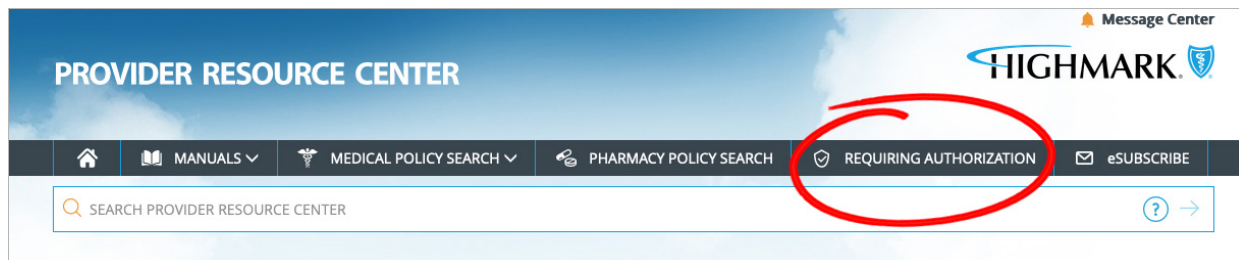 Message Center
PROVIDER RESOURCE CENTER
HIGHMARK
MANUALS MEDICAL POLICY SEARCH PHARMACY POLICY SEARCH REQUIRING AUTHORIZATION eSUBSCRIBE
SEARCH PROVIDER RESOURCE CENTER ?